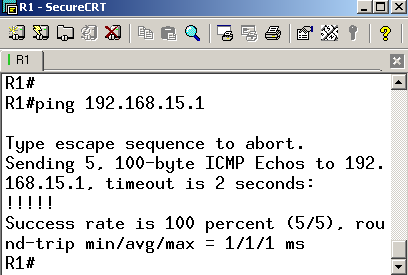 R1 - SecureCRT
R1
R1#
R1#ping 192.168.15.1
Type escape sequence to abort.
Sending 5, 100-byte ICMP Echos to 192.
168.15.1, timeout is 2 seconds:
!!!!!
Success rate is 100 percent (5/5), rou
nd-trip min/avg/max = 1/1/1 ms
R1#